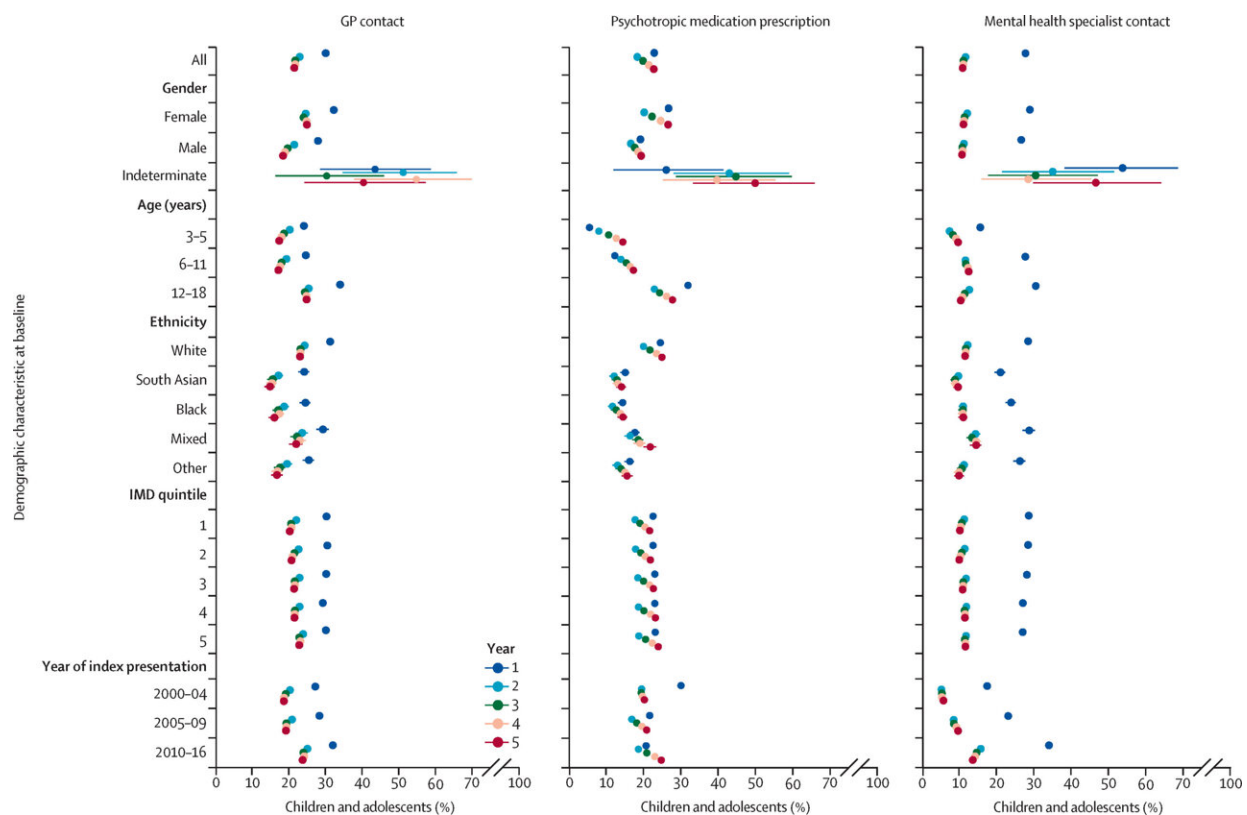 GP contact
Psychotropic medication prescription
Mental health specialist contact
Demographic characteristic at baseline
All
Gender
Female
Male
Indeterminate
Age (years)
3–5
6–11
12–18
Ethnicity
White
South Asian
Black
Mixed
Other
IMD quintile
1
2
3
4
5
Year of index presentation
2000–04
2005–09
2010–16
Year
1
2
3
4
5
0 10 20 30 40 50 60 70 100
0 10 20 30 40 50 60 70 100
0 10 20 30 40 50 60 70 100
Children and adolescents (%)
Children and adolescents (%)
Children and adolescents (%)